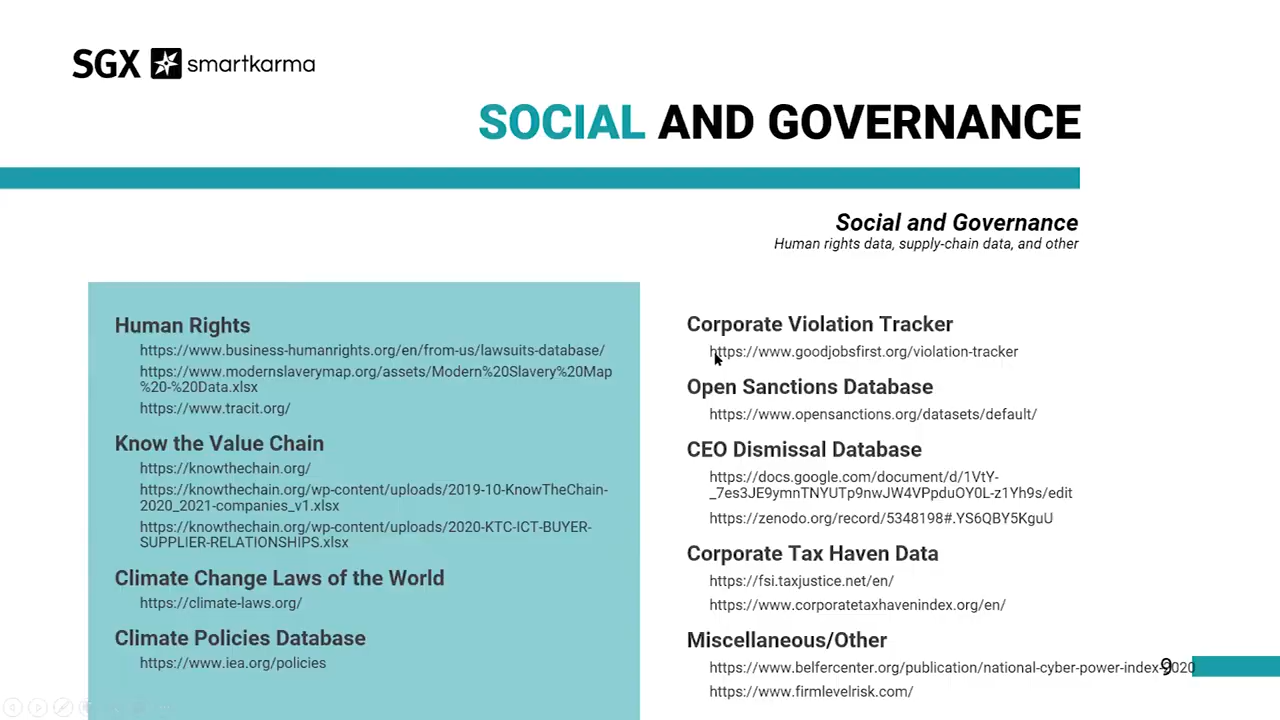 SGX smartkarma
SOCIAL AND GOVERNANCE
Social and Governance
Human rights data, supply-chain data, and other
Human Rights
https://www.business-humanrights.org/en/from-us/lawsuits-database/
https://www.modernslaverymap.org/assets/Modern%20Slavery%20Map
%20-%20Data.xlsx
https://www.tracit.org/
Know the Value Chain
https://knowthechain.org/
https://knowthechain.org/wp-content/uploads/2019-10-KnowTheChain-
2020_2021-companies_v1.xlsx
https://knowthechain.org/wp-content/uploads/2020-KTC-ICT-BUYER-
SUPPLIER-RELATIONSHIPS.xlsx
Climate Change Laws of the World
https://climate-laws.org/
Climate Policies Database
https://www.iea.org/policies
Corporate Violation Tracker
https://www.goodjobsfirst.org/violation-tracker
Open Sanctions Database
https://www.opensanctions.org/datasets/default/
CEO Dismissal Database
https://docs.google.com/document/d/1VtY-
_7es3JE9ymnTNYUTp9nwJW4VPpduOY0L-z1Yh9s/edit
https://zenodo.org/record/5348198#.YS6QBY5KguU
Corporate Tax Haven Data
https://fsi.taxjustice.net/en/
https://www.corporatetaxhavenindex.org/en/
Miscellaneous/Other
https://www.belfercenter.org/publication/national-cyber-power-index-2020
https://www.firmlevelrisk.com/
9